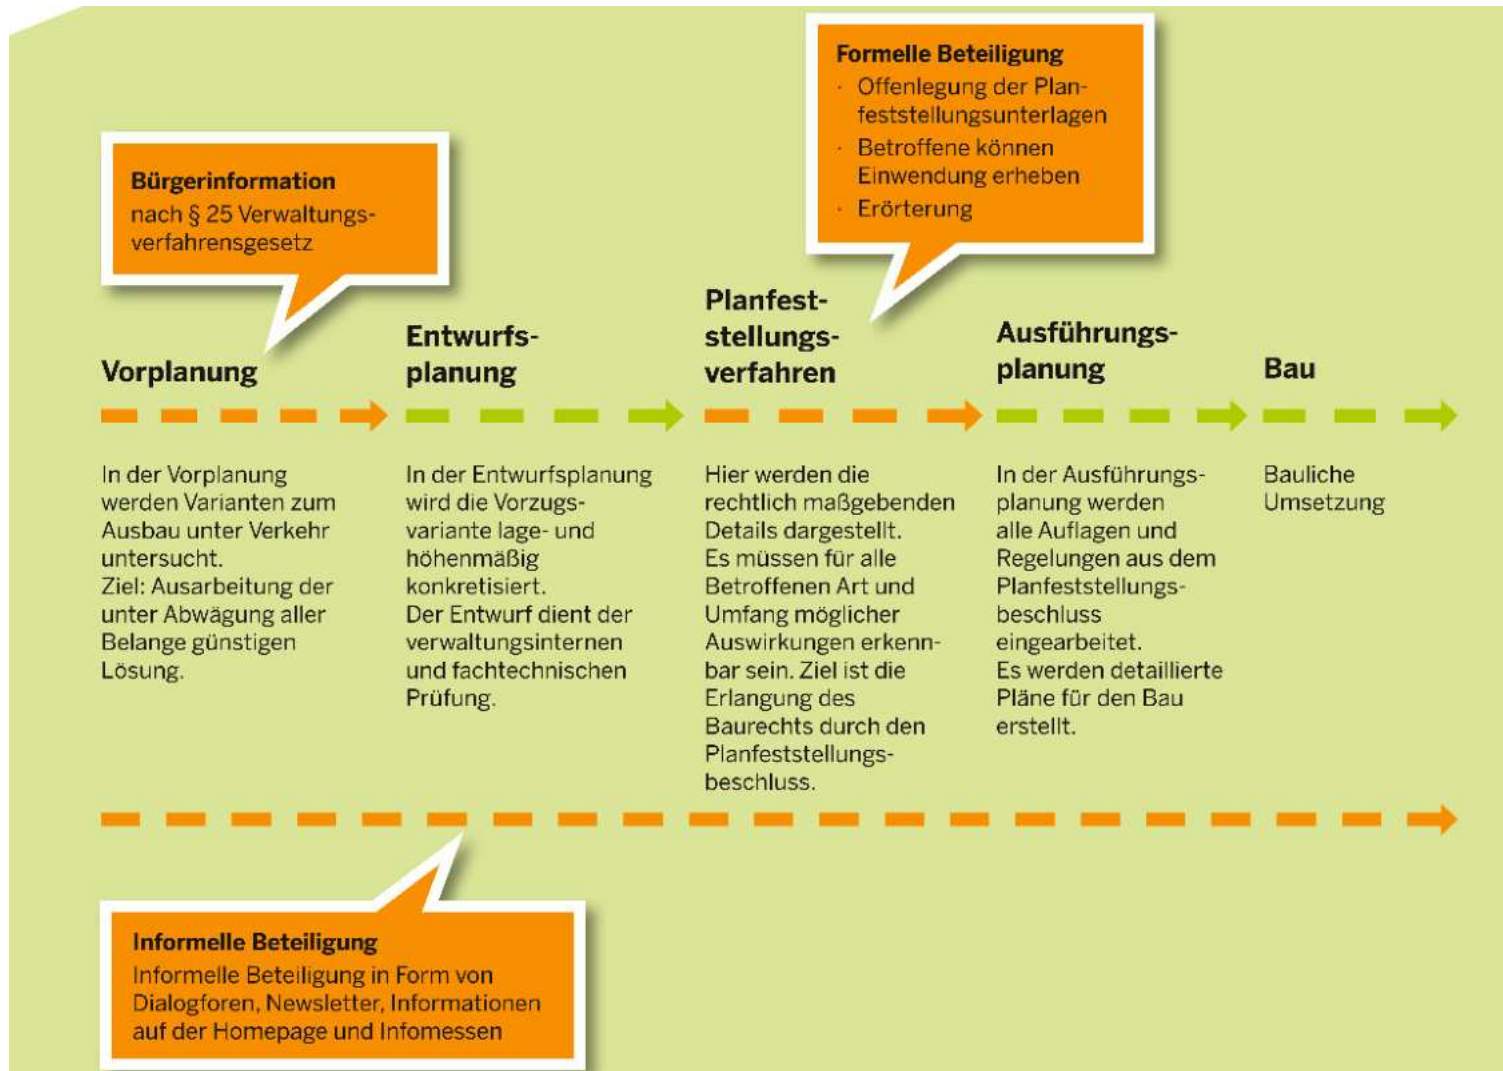 Formelle Beteiligung
· Offenlegung der Plan-
feststellungsunterlagen
· Betroffene können
Einwendung erheben
· Erörterung
Bürgerinformation
nach § 25 Verwaltungs-
verfahrensgesetz
Vorplanung
In der Vorplanung
werden Varianten zum
Ausbau unter Verkehr
untersucht.
Ziel: Ausarbeitung der
unter Abwägung aller
Belange günstigen
Lösung.
Entwurfs-
planung
In der Entwurfsplanung
wird die Vorzugs-
variante lage- und
höhenmäßig
konkretisiert.
Der Entwurf dient der
verwaltungsinternen
und fachtechnischen
Prüfung.
Planfest-
stellungs-
verfahren
Hier werden die
rechtlich maßgebenden
Details dargestellt.
Es müssen für alle
Betroffenen Art und
Umfang möglicher
Auswirkungen erkenn-
bar sein. Ziel ist die
Erlangung des
Baurechts durch den
Planfeststellungs-
beschluss.
Ausführungs-
planung
In der Ausführungs-
planung werden
alle Auflagen und
Regelungen aus dem
Planfeststellungs-
beschluss
eingearbeitet.
Es werden detaillierte
Pläne für den Bau
erstellt.
Bau
Bauliche
Umsetzung
Informelle Beteiligung
Informelle Beteiligung in Form von
Dialogforen, Newsletter, Informationen
auf der Homepage und Infomessen